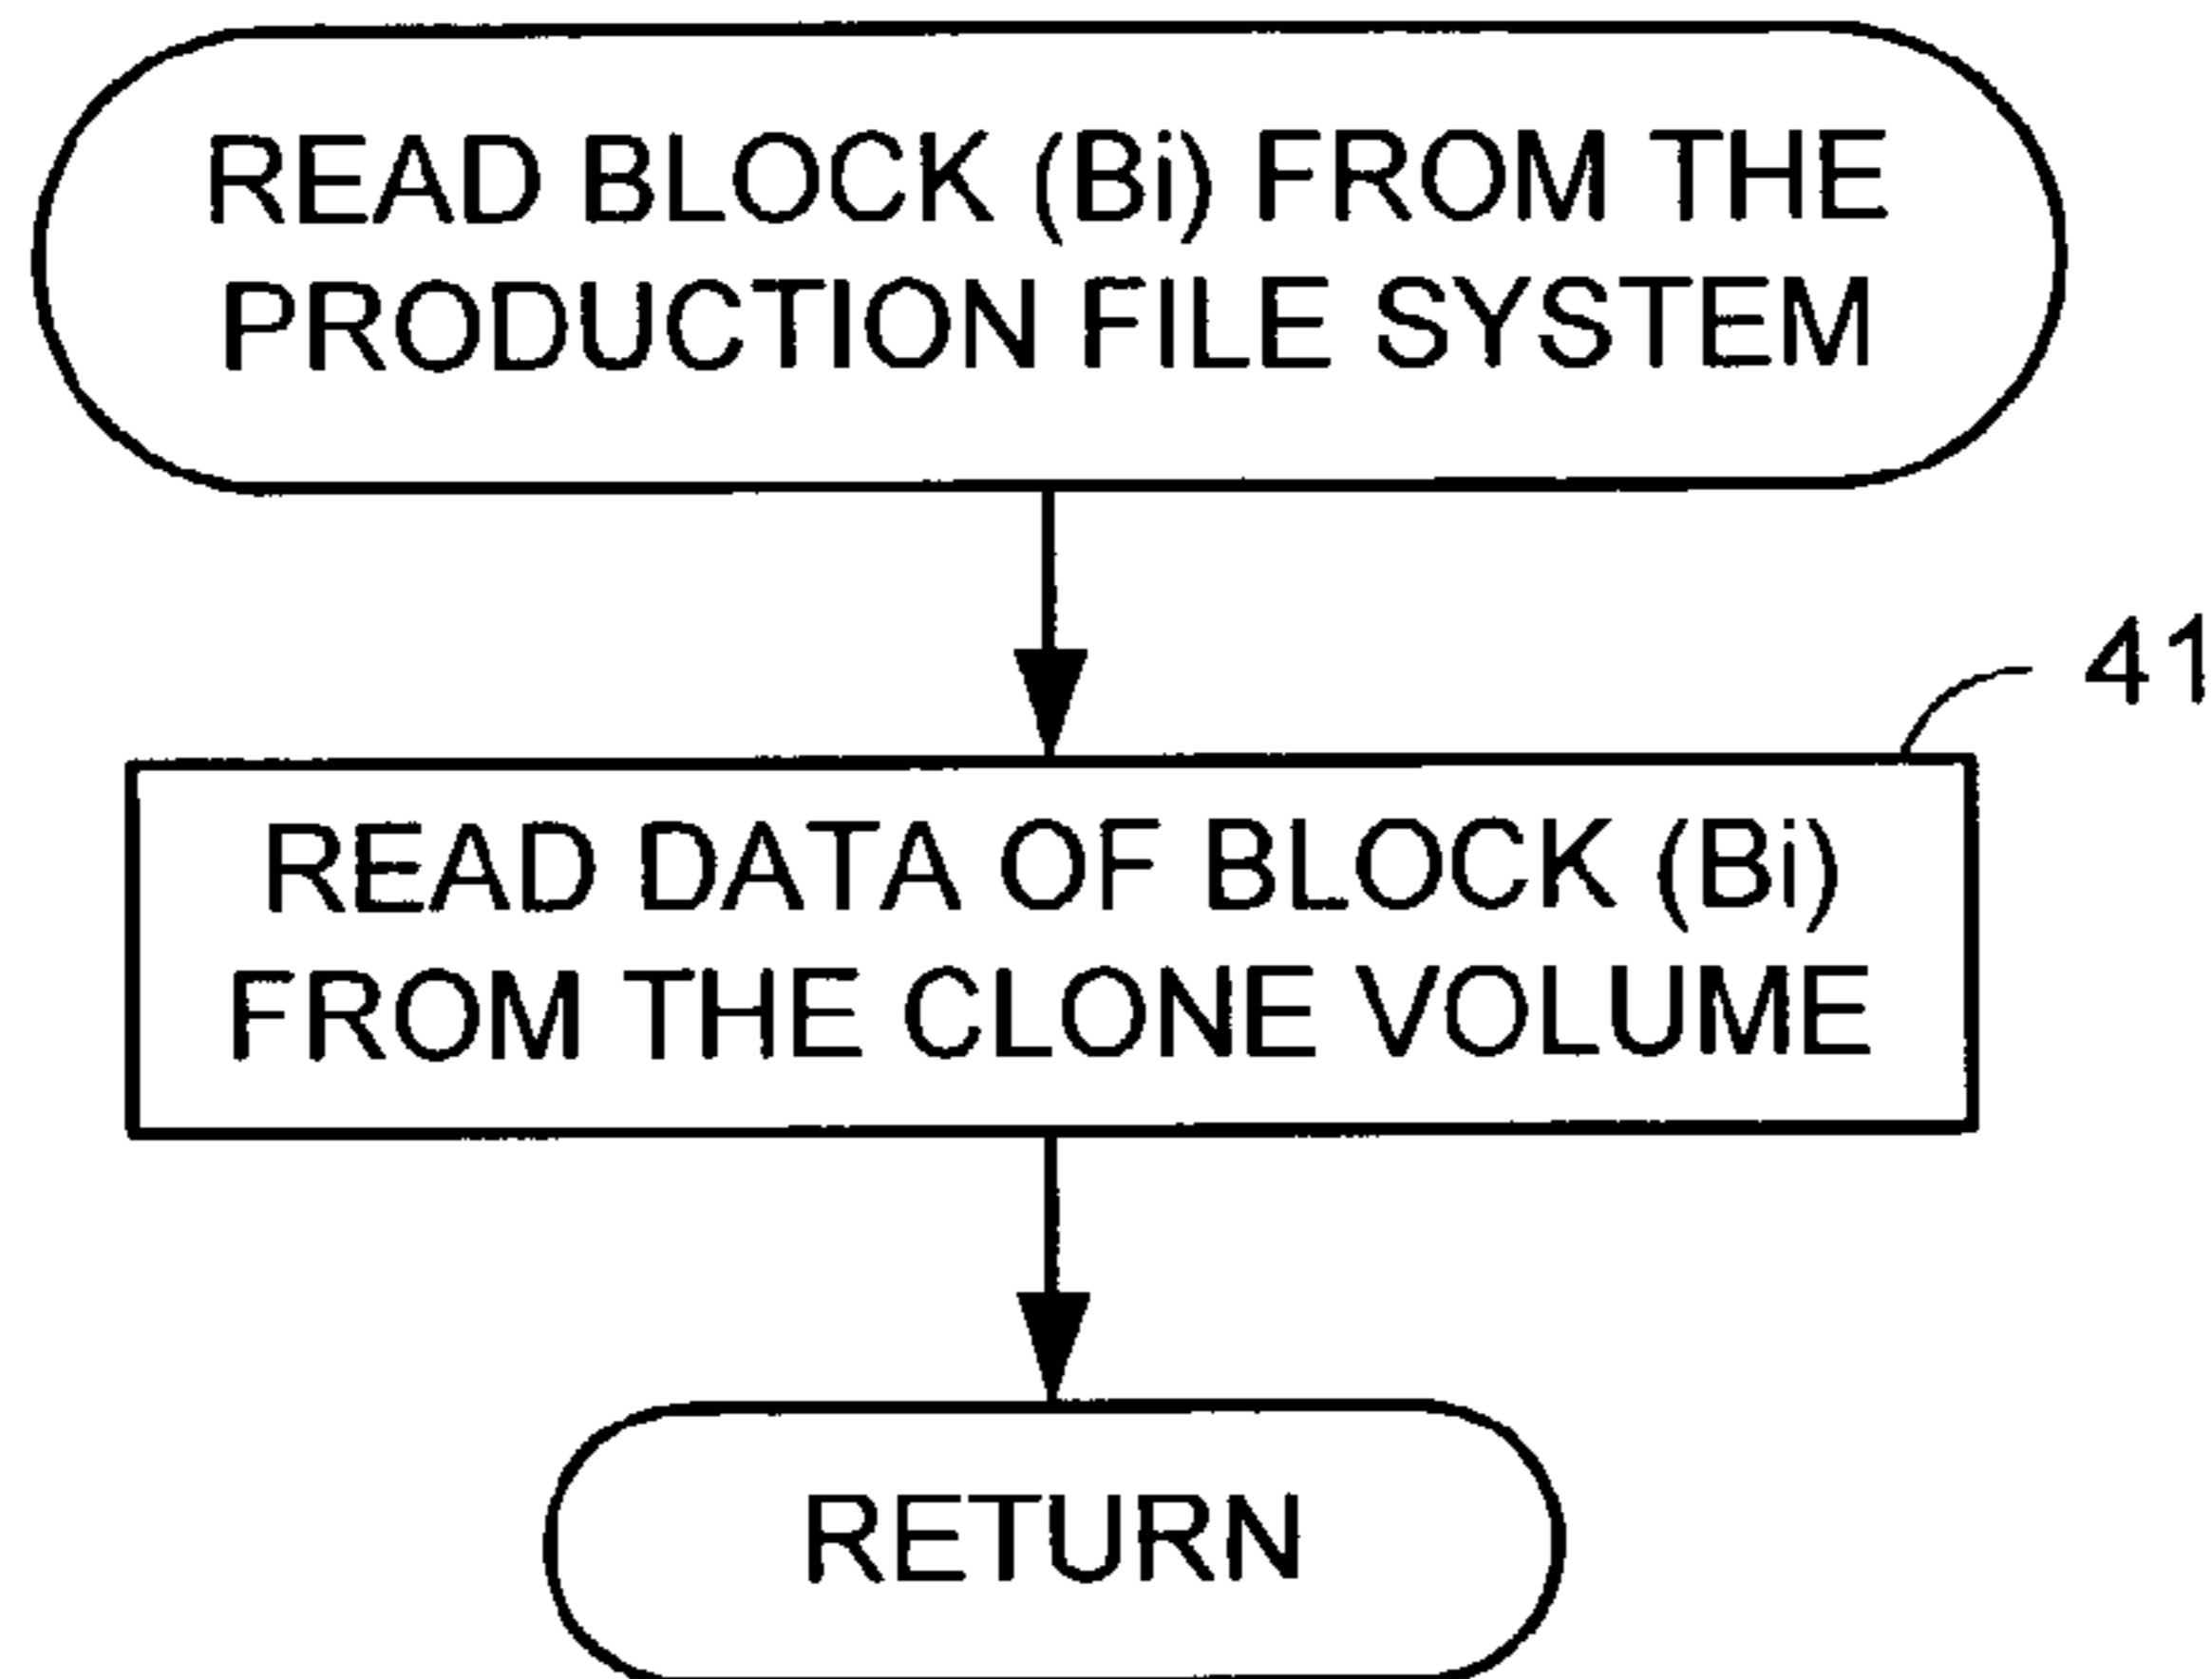 READ BLOCK (Bi) FROM THE
PRODUCTION FILE SYSTEM
41
READ DATA OF BLOCK (Bi)
FROM THE CLONE VOLUME
RETURN